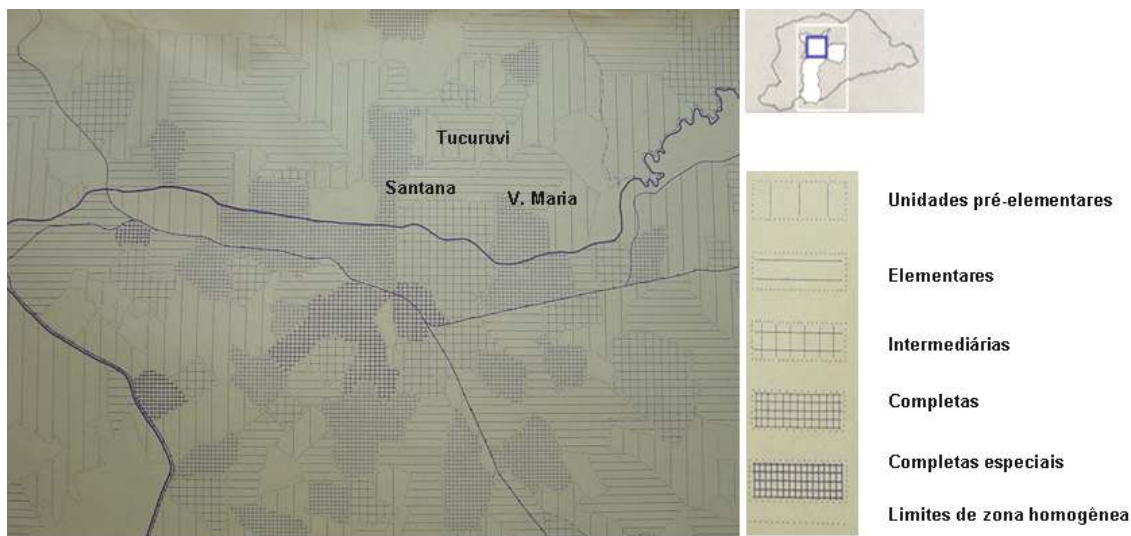 Tucuruvi
Santana
V. Maria
Unidades pré-elementares
Elementares
Intermediárias
Completas
Completas especiais
Limites de zona homogênea